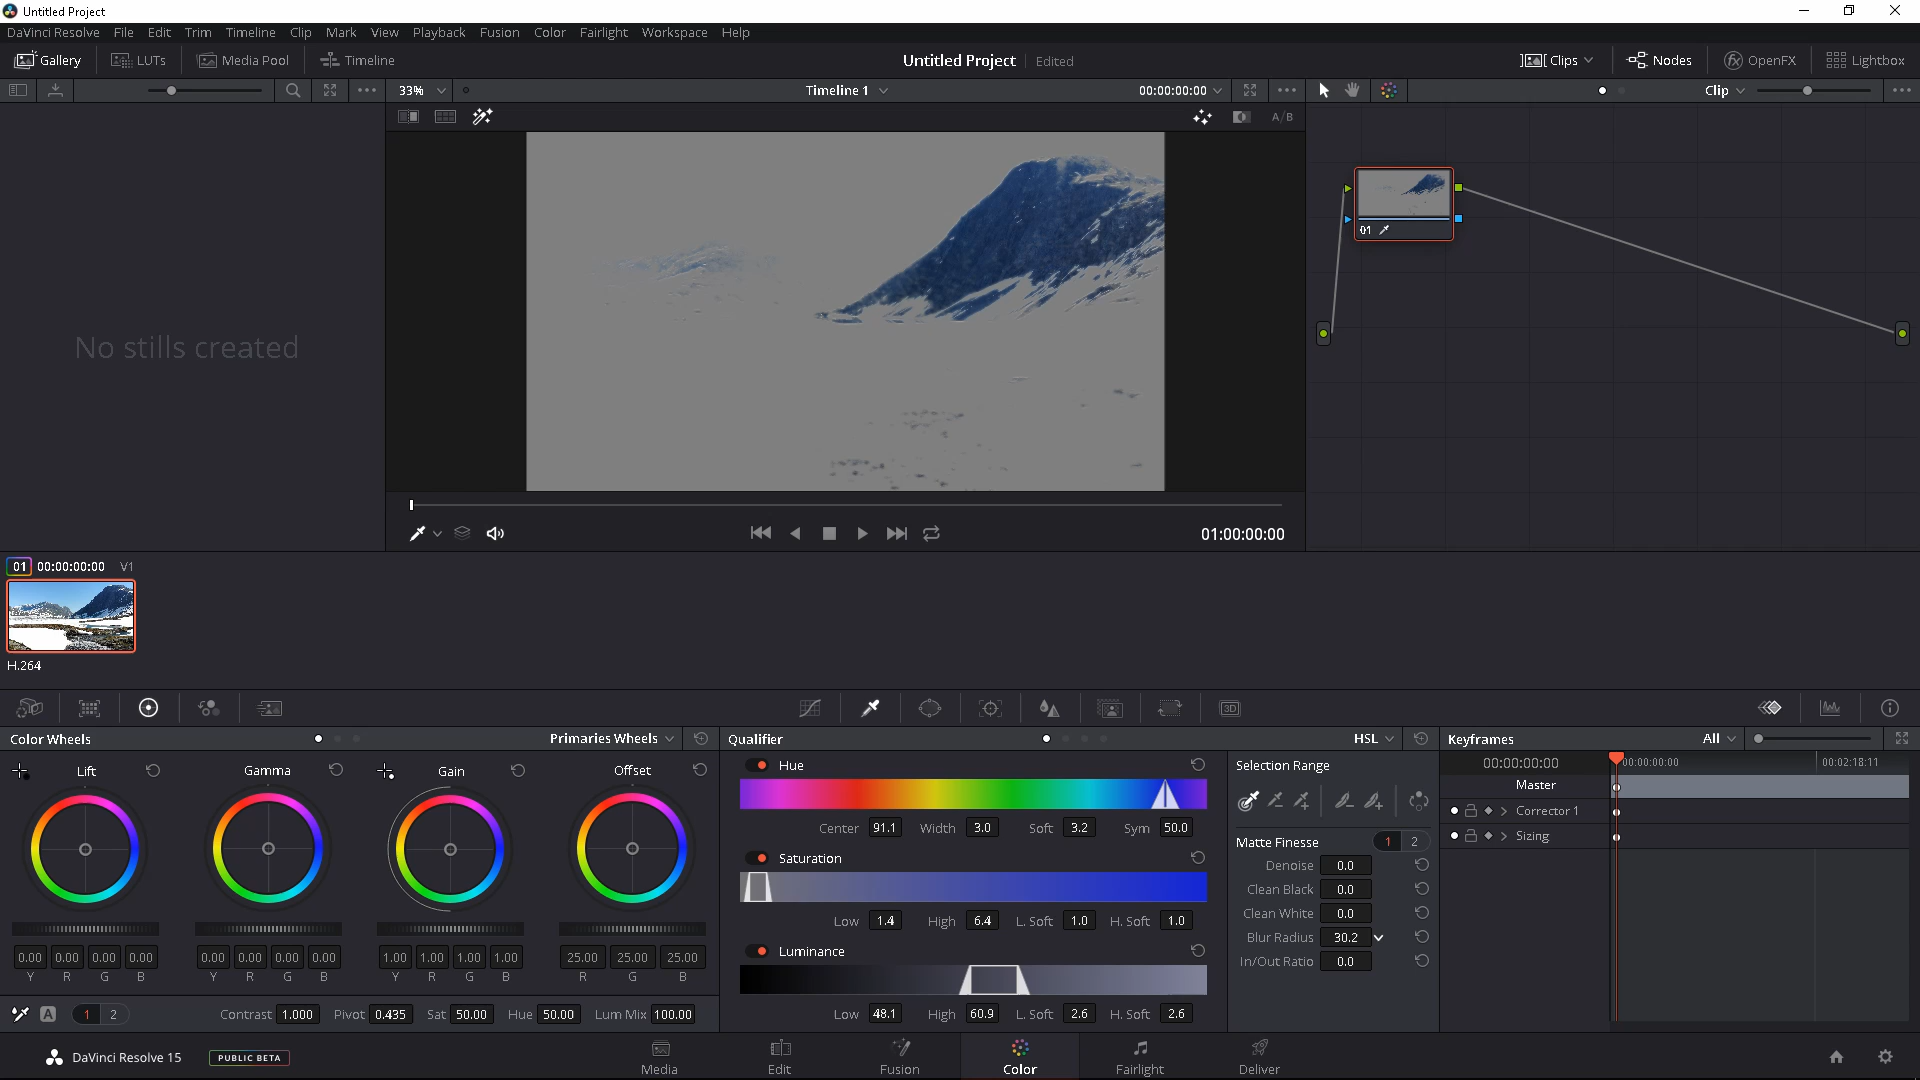 Untitled Project
DaVinci Resolve File Edit Trim Timeline Clip Mark View Playback Fusion Color Fairlight Workspace Help
Gallery LUTs Media Pool Timeline Untitled Project Edited Clips Nodes OpenFX Lightbox
33% Timeline 1 00:00:00:00 Clip
A/B
01
No stills created
01:00:00:00
01 00:00:00:00 V1
H.264
3D
Color Wheels Primaries Wheels Qualifier HSL Keyframes All
Lift Gamma Gain Offset Hue Selection Range 00:00:00:00 00:00:00:00 00:02:18:11
Master
Corrector 1
Center 91.1 Width 3.0 Soft 3.2 Sym 50.0
Sizing
Matte Finesse 1 2
Saturation
Denoise 0.0
Clean Black 0.0
Clean White 0.0
Low 1.4 High 6.4 L. Soft 1.0 H. Soft 1.0
Blur Radius 30.2
Luminance
In/Out Ratio 0.0
0.00 0.00 0.00 0.00 0.00 0.00 0.00 0.00 1.00 1.00 1.00 1.00 25.00 25.00 25.00
Y R G B Y R G B Y R G B R G B
A 1 2 Contrast 1.000 Pivot 0.435 Sat 50.00 Hue 50.00 Lum Mix 100.00
Low 48.1 High 60.9 L. Soft 2.6 H. Soft 2.6
DaVinci Resolve 15 PUBLIC BETA
Media Edit Fusion Color Fairlight Deliver